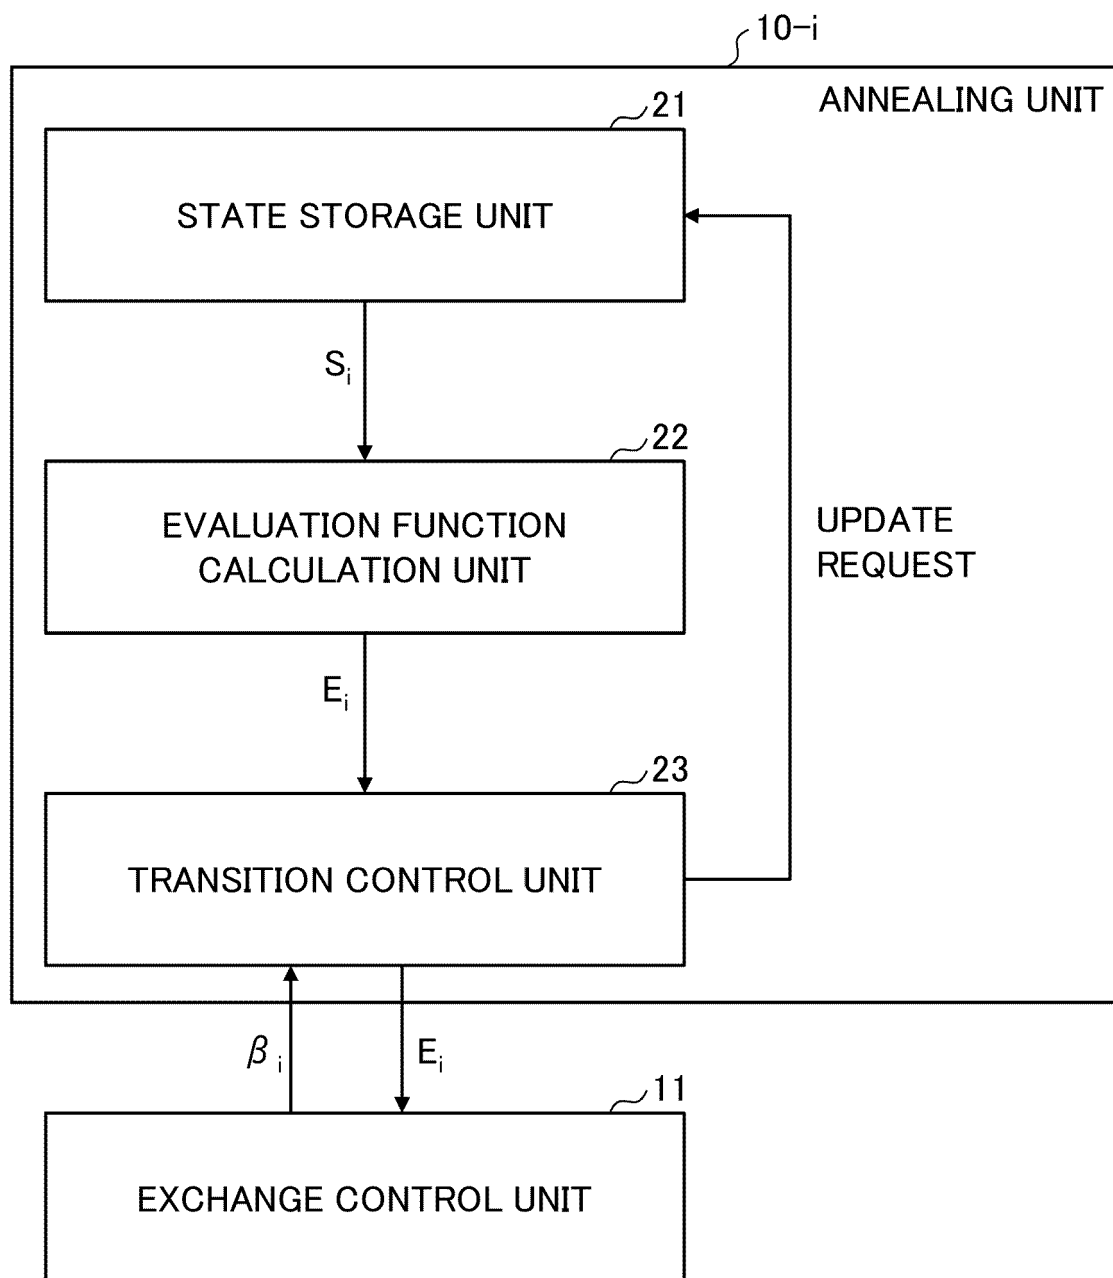 10-i
ANNEALING UNIT
21
STATE STORAGE UNIT
Si
22
EVALUATION FUNCTION
CALCULATION UNIT
UPDATE
REQUEST
Ei
23
TRANSITION CONTROL UNIT
βi
Ei
11
EXCHANGE CONTROL UNIT